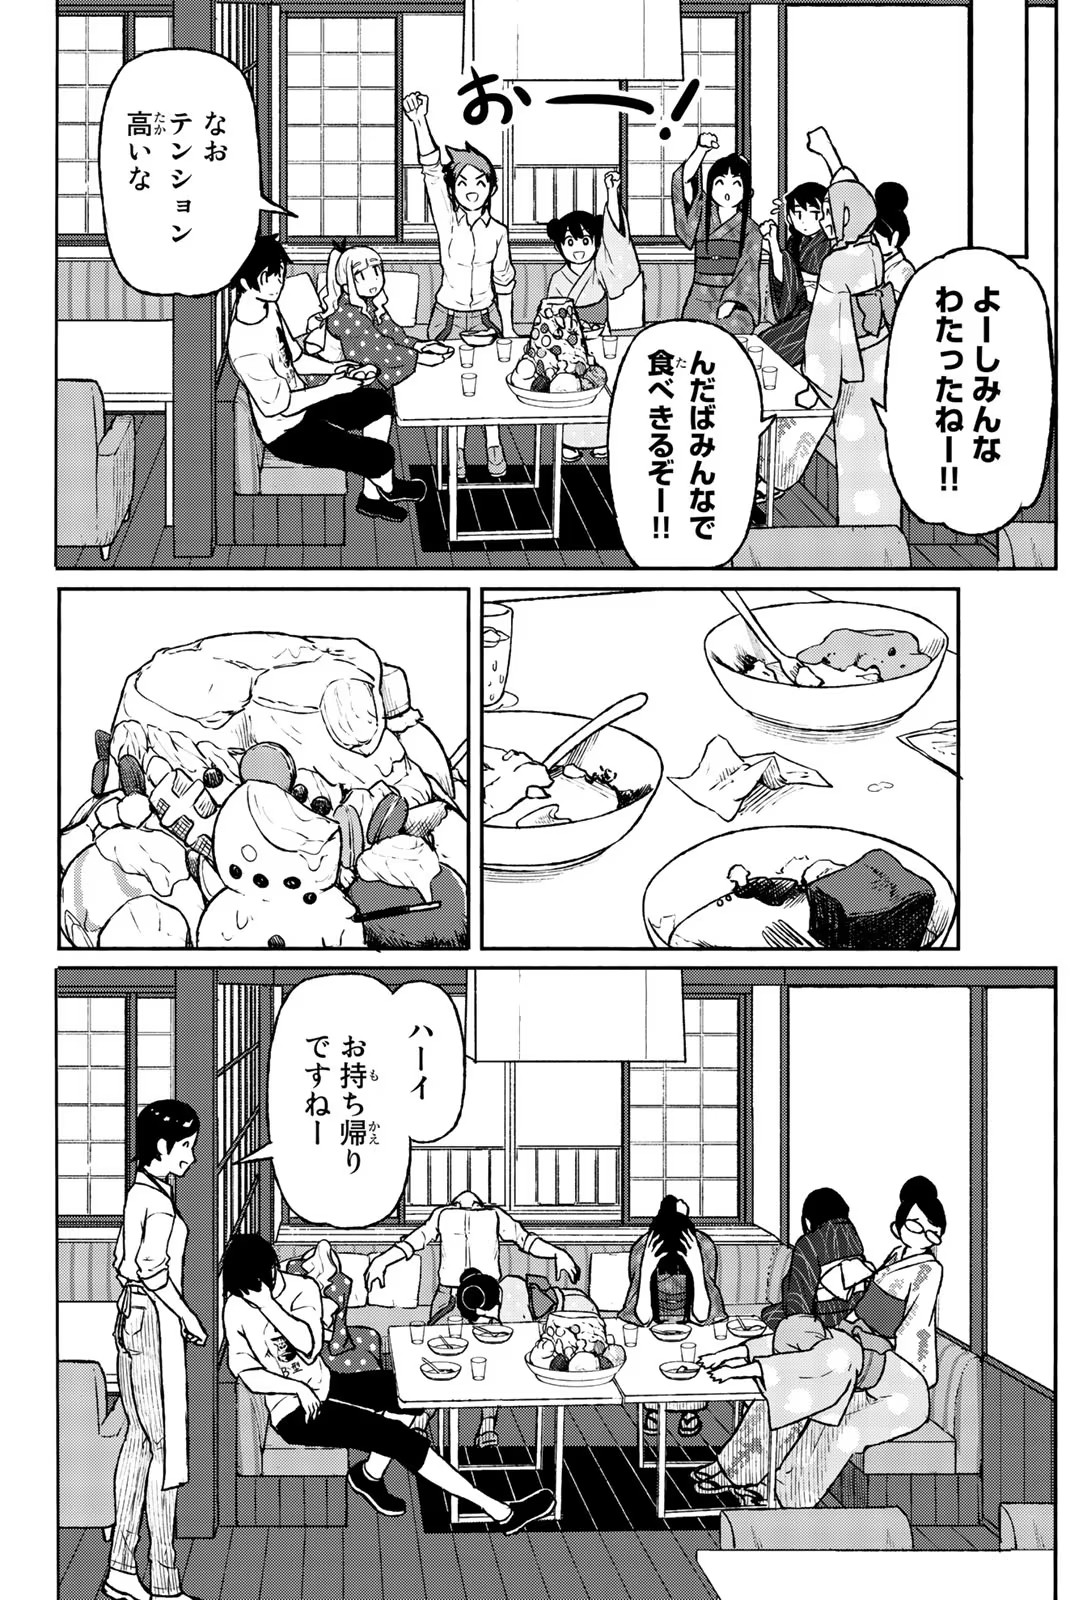 よーしみんな
わたったねー!!
んだばみんなで
食べきるぞー!!
おー!
なお
テンション
高いな
ハーイ
お持ち帰り
ですねー